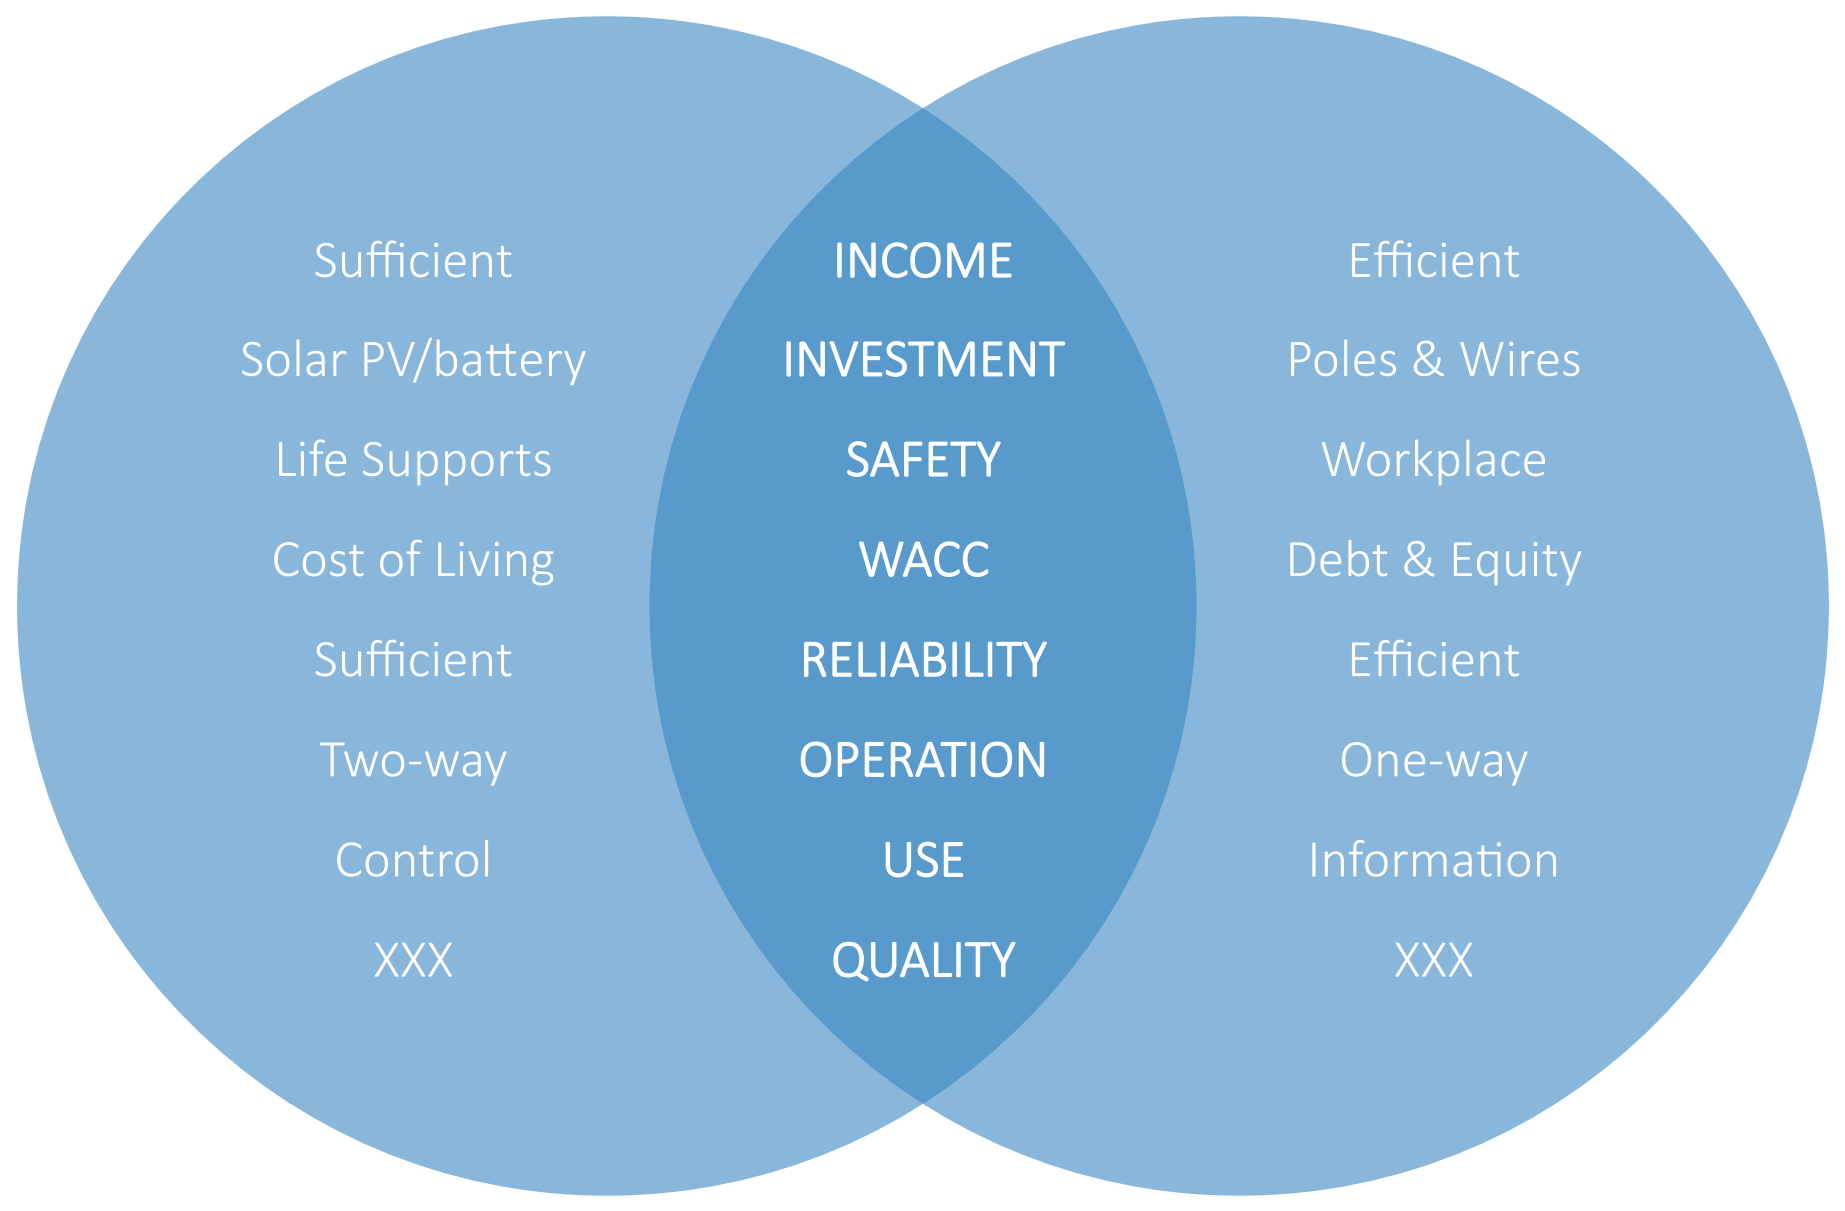 Sufficient INCOME Efficient
Solar PV/battery INVESTMENT Poles & Wires
Life Supports SAFETY Workplace
Cost of Living WACC Debt & Equity
Sufficient RELIABILITY Efficient
Two-way OPERATION One-way
Control USE Information
XXX QUALITY XXX